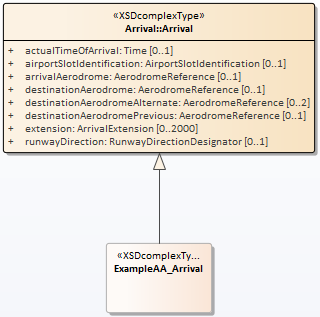 «XSDcomplexType»
Arrival::Arrival
+ actualTimeOfArrival: Time [0..1]
+ airportSlotIdentification: AirportSlotIdentification [0..1]
+ arrivalAerodrome: AerodromeReference [0..1]
+ destinationAerodrome: AerodromeReference [0..1]
+ destinationAerodromeAlternate: AerodromeReference [0..2]
+ destinationAerodromePrevious: AerodromeReference [0..1]
+ extension: ArrivalExtension [0..2000]
+ runwayDirection: RunwayDirectionDesignator [0..1]
«XSDcomplexTy...
ExampleAA_Arrival